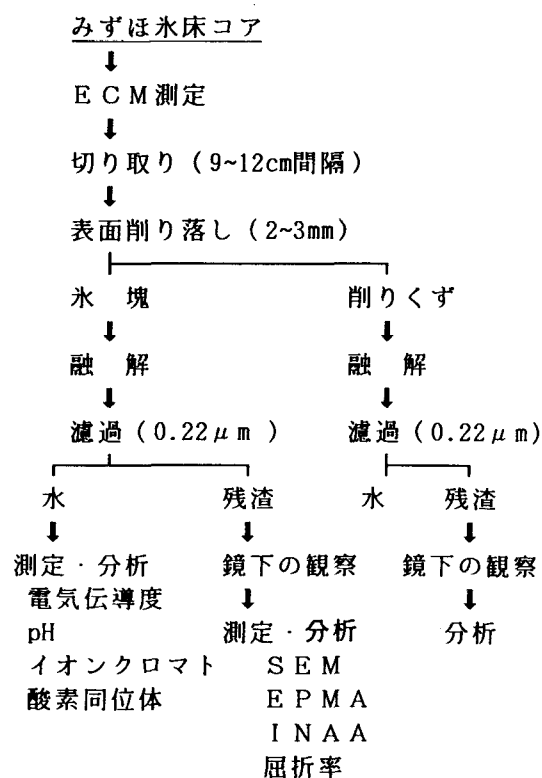 みずほ氷床コア
⬇
ＥＣＭ測定
⬇
切り取り（9~12cm間隔）
⬇
表面削り落し（2~3mm）
氷　塊　　　　　削りくず
⬇　　　　　⬇
融　解　　　　　融　解
⬇　　　　　⬇
濾過（0.22μm ）　　濾過（0.22μm）
水　　　残渣　　　水　　残渣
⬇　　　⬇　　　　　⬇
測定・分析　　鏡下の観察　　鏡下の観察
電気伝導度　　⬇　　⬇
pH　　測定・分析　　分析
イオンクロマト　　ＳＥＭ
酸素同位体　　ＥＰＭＡ
ＩＮＡＡ
屈折率